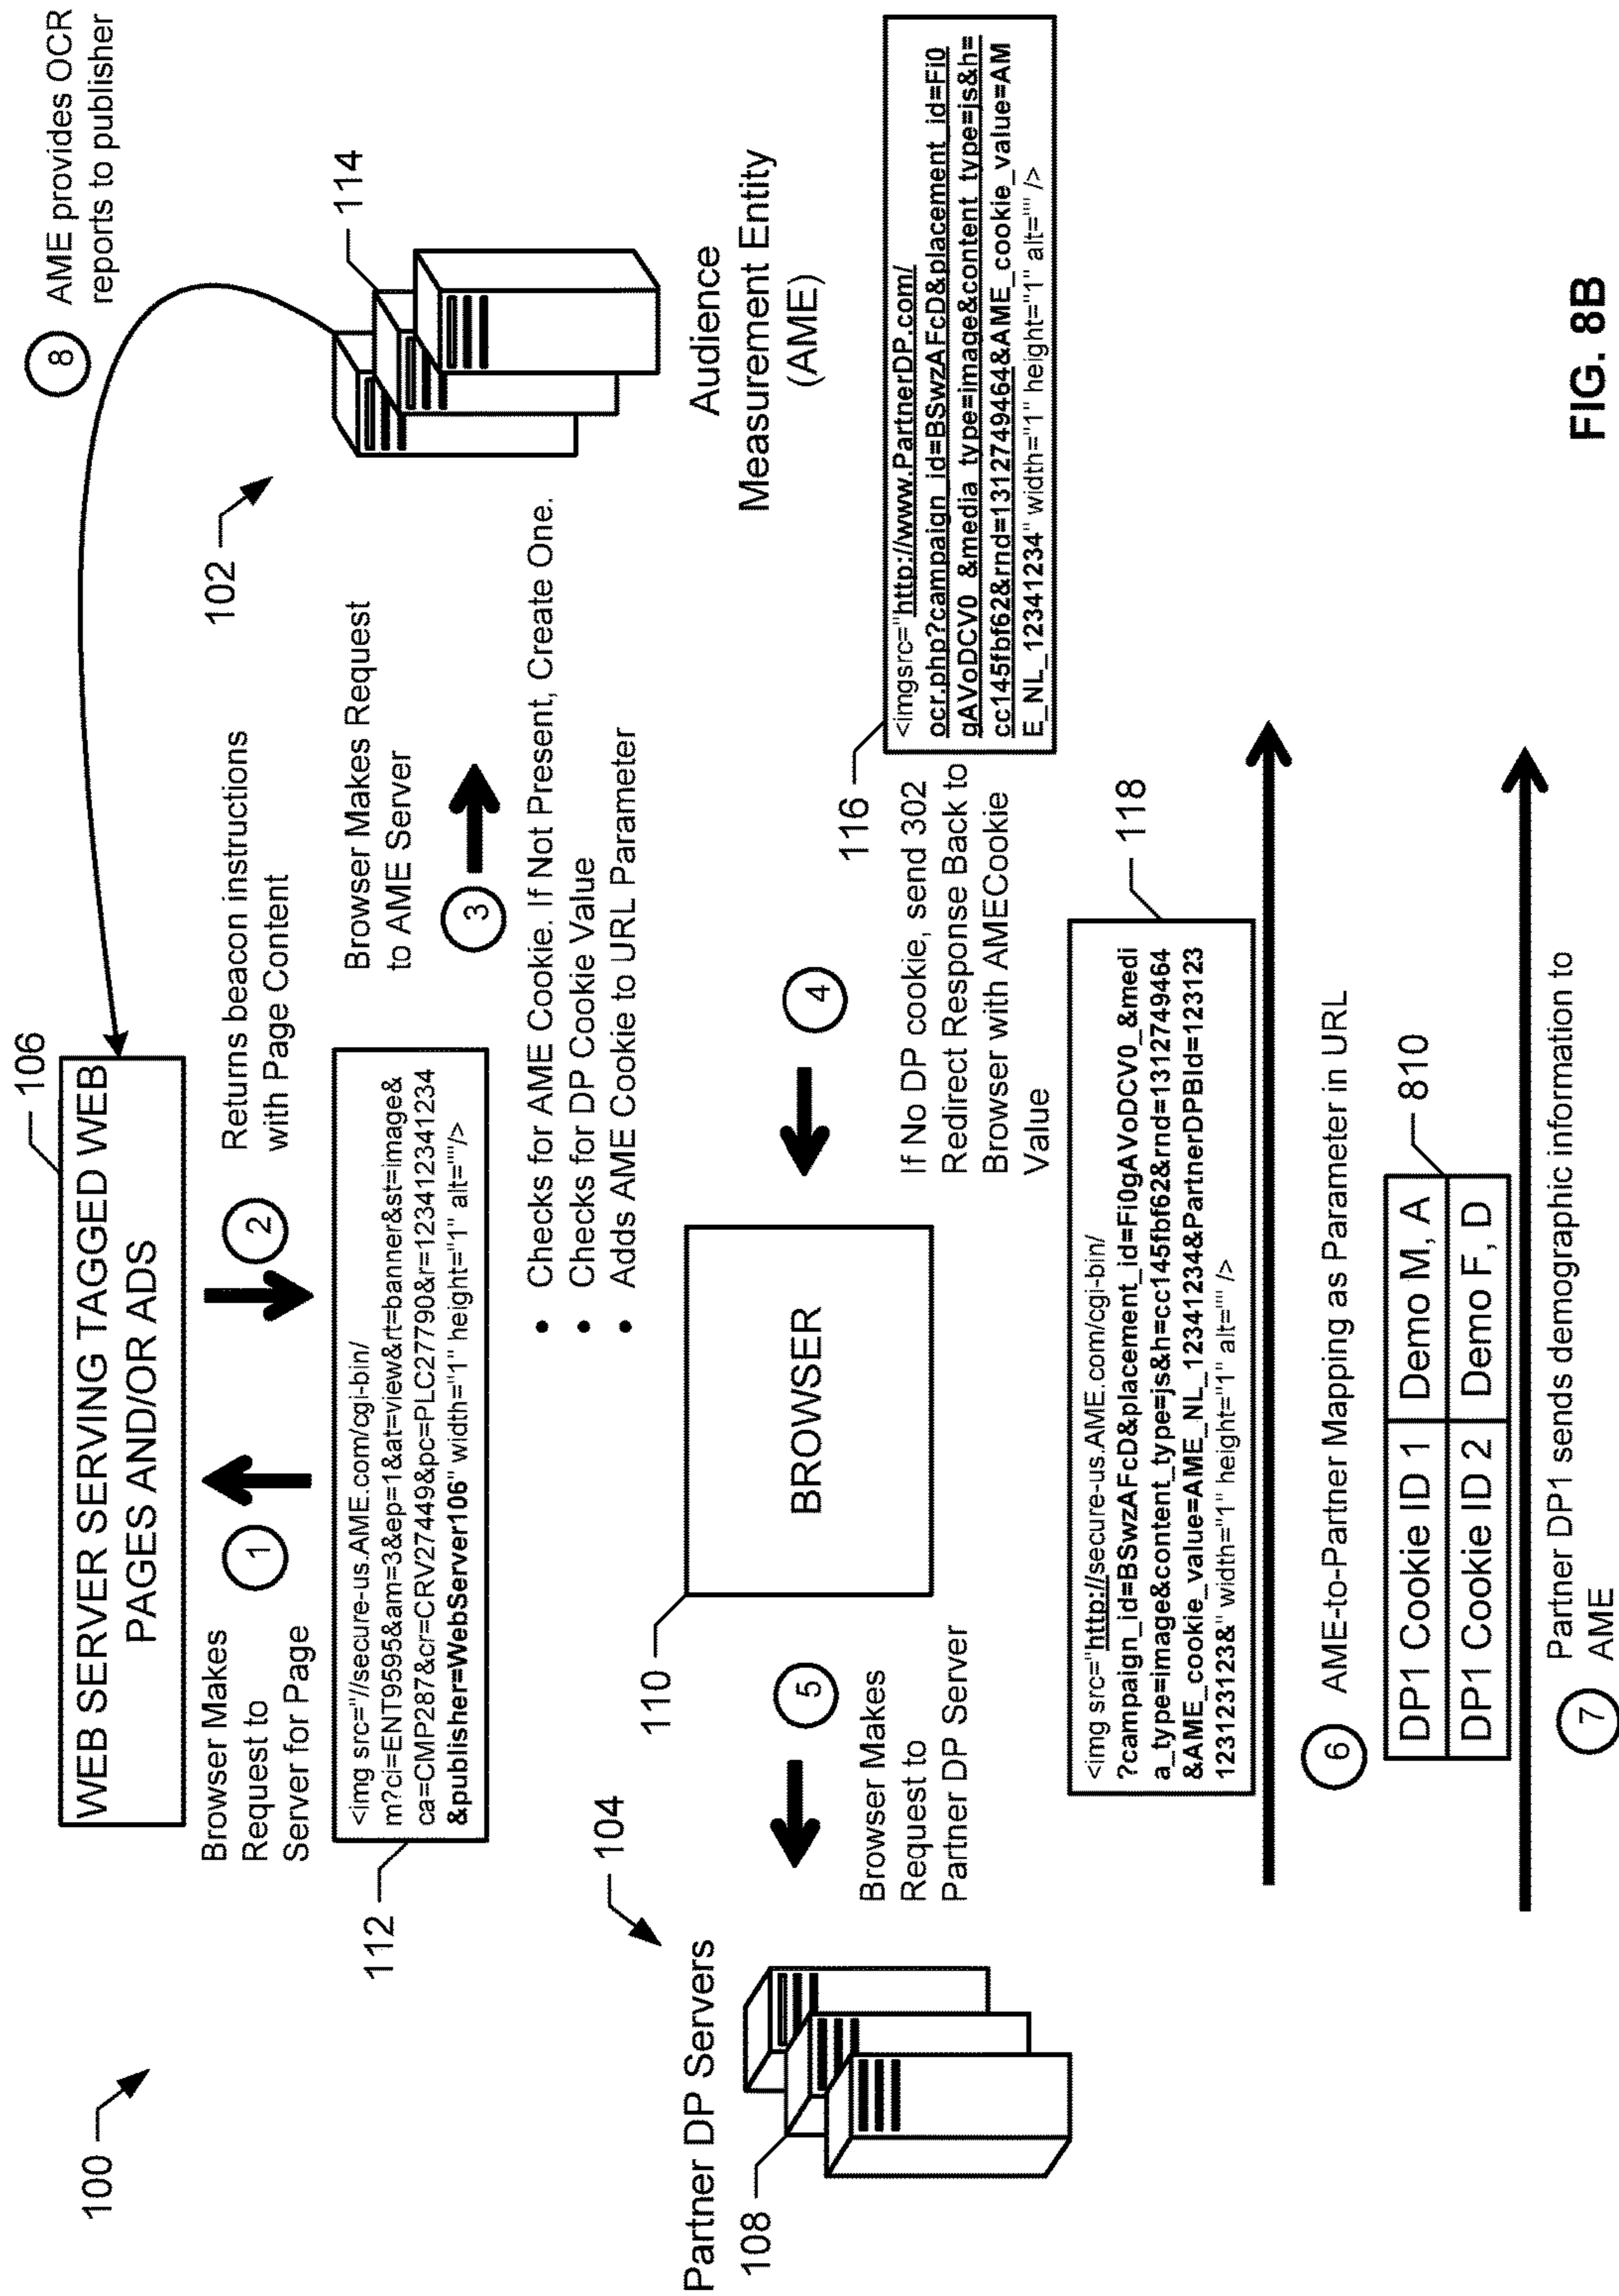 100
106
WEB SERVER SERVING TAGGED WEB
PAGES AND/OR ADS
8
AME provides OCR
reports to publisher
Browser Makes
Request to
Server for Page
1
2
Returns beacon instructions
with Page Content
102
114
112
<img src="//secure-us.AME.com/cgi-bin/
m?ci=ENT9595&am=3&ep=1&at=view&rt=banner&st=image&
ca=CMP287&cr=CRV27449&pc=PLC27790&r=123412341234
&publisher=WebServer106" width="1" height="1" alt=""/>
Browser Makes Request
to AME Server
3
• Checks for AME Cookie. If Not Present, Create One.
• Checks for DP Cookie Value
• Adds AME Cookie to URL Parameter
Audience
Measurement Entity
(AME)
104
Partner DP Servers
108
110
BROWSER
5
Browser Makes
Request to
Partner DP Server
4
If No DP cookie, send 302
Redirect Response Back to
Browser with AMECookie
Value
116
<imgsrc="http://www.PartnerDP.com/
ocr.php?campaign_id=BSwzAFcD&placement_id=Fi0
gAVoDCV0_&media_type=image&content_type=js&h=
cc145fbf62&rnd=1312749464&AME_cookie_value=AM
E_NL_12341234" width="1" height="1" alt="" />
118
<img src="http://secure-us.AME.com/cgi-bin/
?campaign_id=BSwzAFcD&placement_id=Fi0gAVoDCV0_&medi
a_type=image&content_type=js&h=cc145fbf62&rnd=1312749464
&AME_cookie_value=AME_NL_12341234&PartnerDPBId=123123
123123123&" width="1" height="1" alt="" />
6
AME-to-Partner Mapping as Parameter in URL
810
DP1 Cookie ID 1 Demo M, A
DP1 Cookie ID 2 Demo F, D
7
Partner DP1 sends demographic information to
AME
FIG. 8B